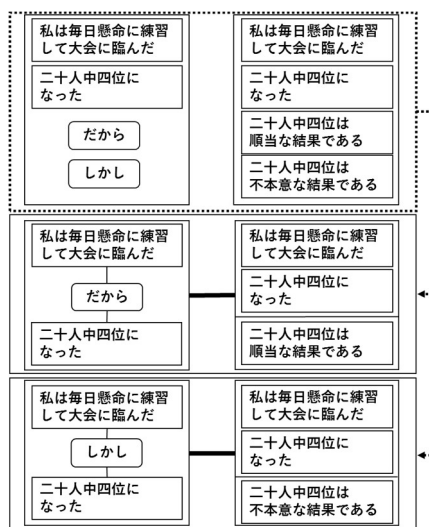 私は毎日懸命に練習
して大会に臨んだ
二十人中四位に
なった
だから
しかし
私は毎日懸命に練習
して大会に臨んだ
二十人中四位に
なった
二十人中四位は
順当な結果である
二十人中四位は
不本意な結果である
私は毎日懸命に練習
して大会に臨んだ
だから
二十人中四位に
なった
私は毎日懸命に練習
して大会に臨んだ
二十人中四位に
なった
二十人中四位は
順当な結果である
私は毎日懸命に練習
して大会に臨んだ
しかし
二十人中四位に
なった
私は毎日懸命に練習
して大会に臨んだ
二十人中四位に
なった
二十人中四位は
不本意な結果である